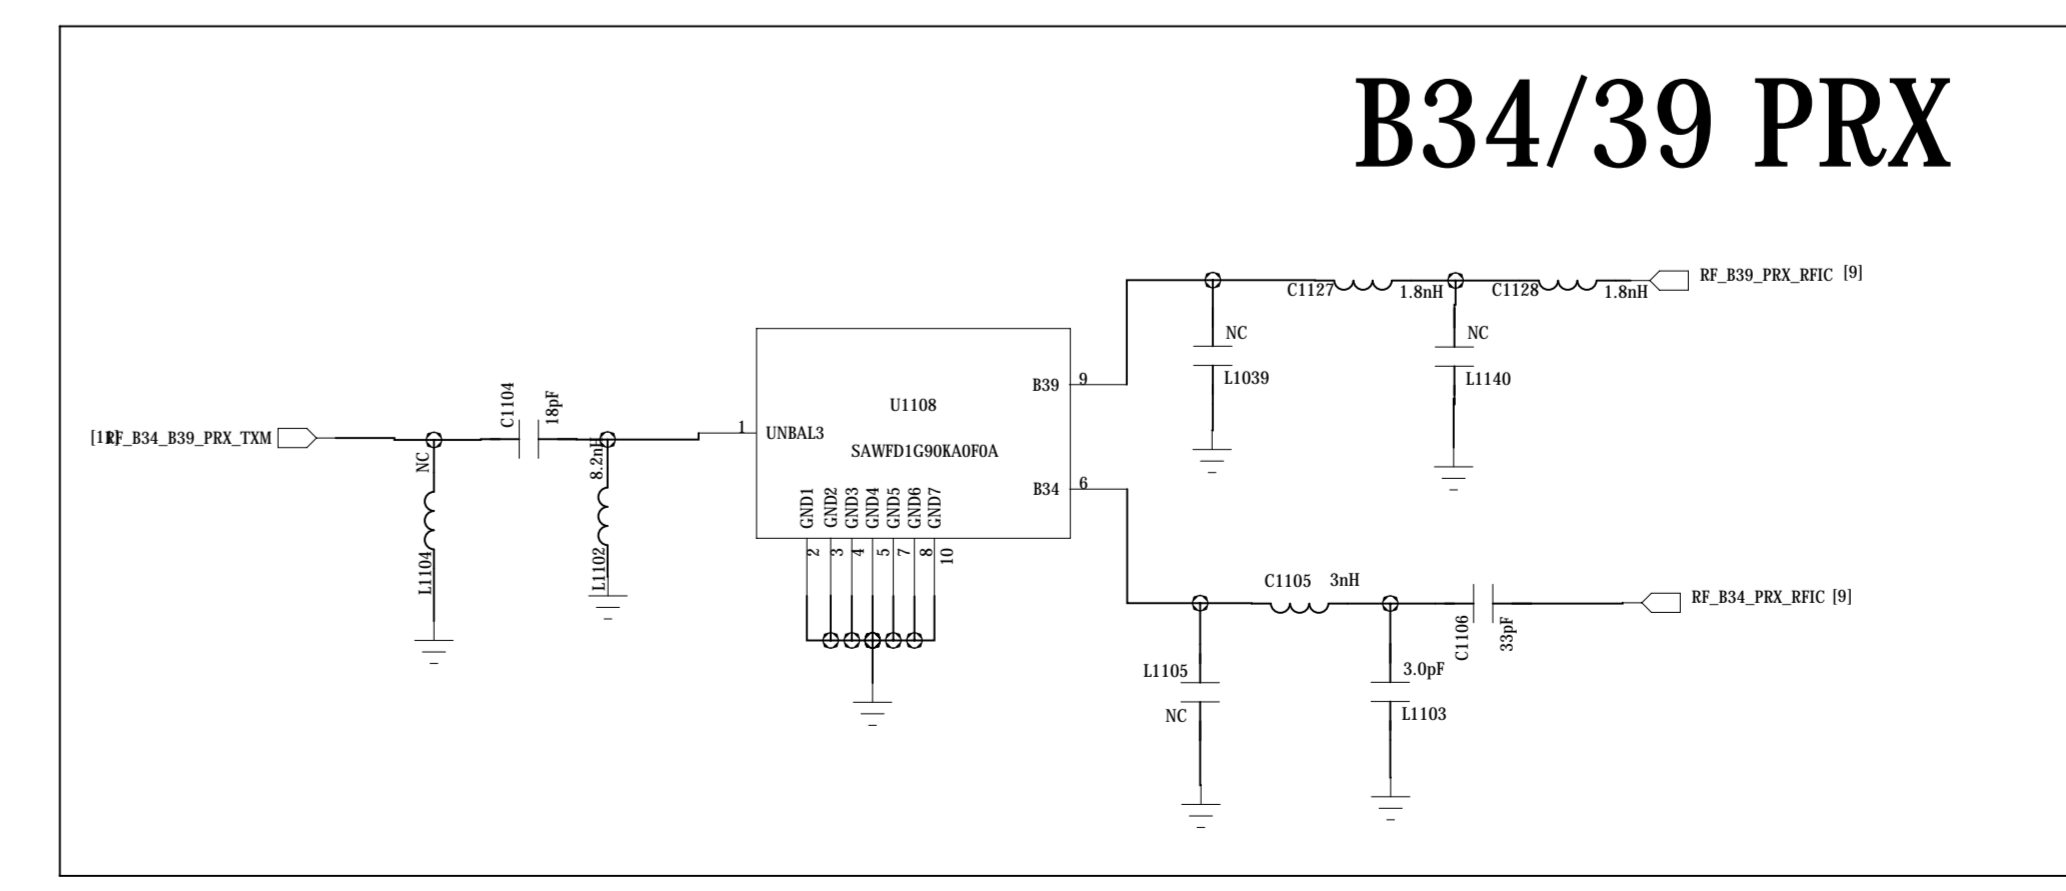 B34/39 PRX
RF_B39_PRX_RFIC [9]
C1127
1.8nH
C1128
1.8nH
NC
L1039
NC
L1140
C1104
18pF
RF_B34_B39_PRX_TXM
NC
L1104
8.2nH
L1102
1
UNBAL3
U1108
SAWFD1G90KA0F0A
B39
9
B34
6
GND1
GND2
GND3
GND4
GND5
GND6
GND7
2
3
4
5
7
8
10
C1105
3nH
RF_B34_PRX_RFIC [9]
C1106
33pF
L1105
NC
3.0pF
L1103